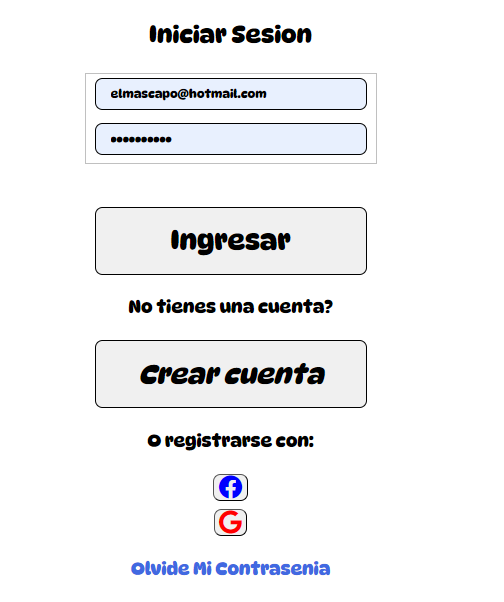 Iniciar Sesion
elmascapo@hotmail.com
••••••••••
Ingresar
No tienes una cuenta?
Crear cuenta
O registrarse con:
Olvide Mi Contrasenia